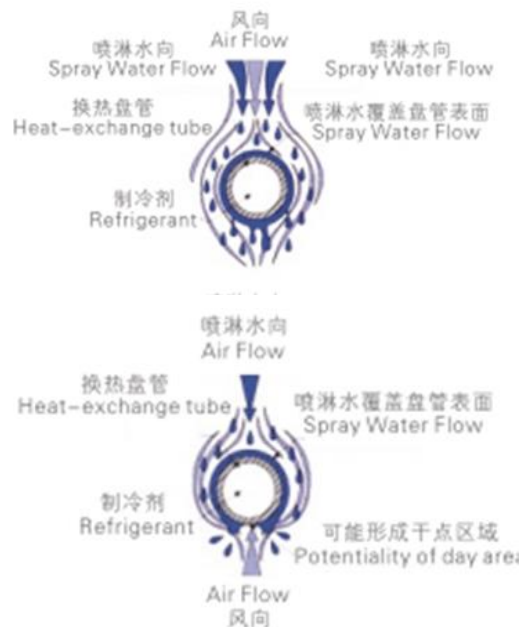 风向
Air Flow
喷淋水向
Spray Water Flow
喷淋水向
Spray Water Flow
换热盘管
Heat-exchange tube
喷淋水覆盖盘管表面
Spray Water Flow
制冷剂
Refrigerant
喷淋水向
Air Flow
换热盘管
Heat-exchange tube
喷淋水覆盖盘管表面
Spray Water Flow
制冷剂
Refrigerant
可能形成干点区域
Potentiality of day area
Air Flow
风向